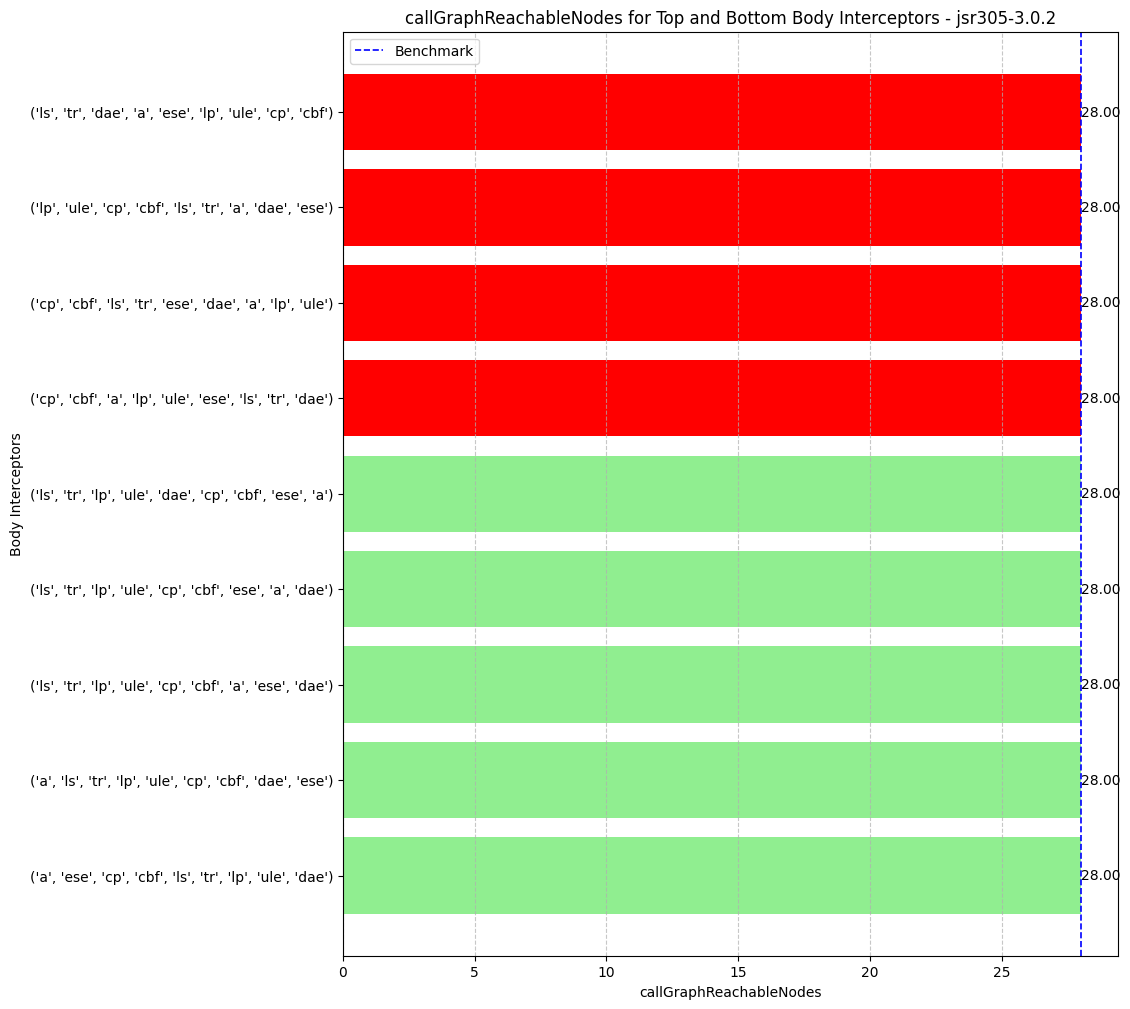 callGraphReachableNodes for Top and Bottom Body Interceptors - jsr305-3.0.2
Benchmark
('ls', 'tr', 'dae', 'a', 'ese', 'lp', 'ule', 'cp', 'cbf')
28.00
('lp', 'ule', 'cp', 'cbf', 'ls', 'tr', 'a', 'dae', 'ese')
28.00
('cp', 'cbf', 'ls', 'tr', 'ese', 'dae', 'a', 'lp', 'ule')
28.00
('cp', 'cbf', 'a', 'lp', 'ule', 'ese', 'ls', 'tr', 'dae')
28.00
('ls', 'tr', 'lp', 'ule', 'dae', 'cp', 'cbf', 'ese', 'a')
28.00
('ls', 'tr', 'lp', 'ule', 'cp', 'cbf', 'ese', 'a', 'dae')
28.00
('ls', 'tr', 'lp', 'ule', 'cp', 'cbf', 'a', 'ese', 'dae')
28.00
('a', 'ls', 'tr', 'lp', 'ule', 'cp', 'cbf', 'dae', 'ese')
28.00
('a', 'ese', 'cp', 'cbf', 'ls', 'tr', 'lp', 'ule', 'dae')
28.00
Body Interceptors
0 5 10 15 20 25
callGraphReachableNodes